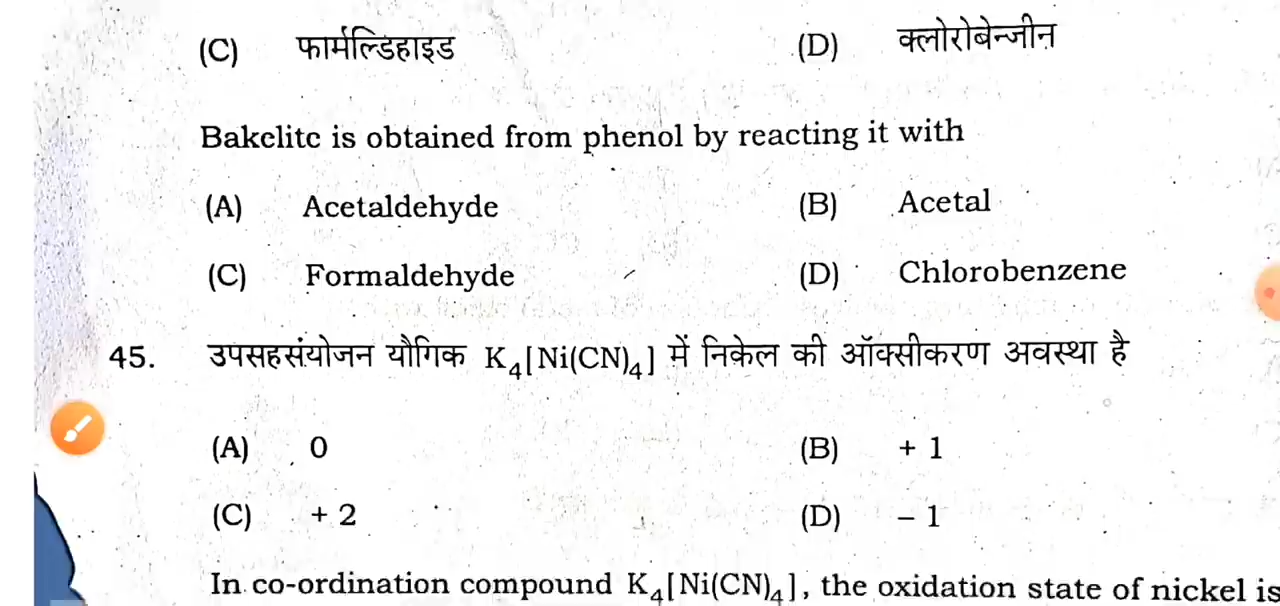 (C) फार्मल्डिहाइड (D) क्लोरोबेन्जीन
Bakelite is obtained from phenol by reacting it with
(A) Acetaldehyde (B) Acetal
(C) Formaldehyde (D) Chlorobenzene
45. उपसहसंयोजन यौगिक K₄[Ni(CN)₄] में निकेल की ऑक्सीकरण अवस्था है
(A) 0 (B) + 1
(C) + 2 (D) – 1
In co-ordination compound K₄[Ni(CN)₄], the oxidation state of nickel is